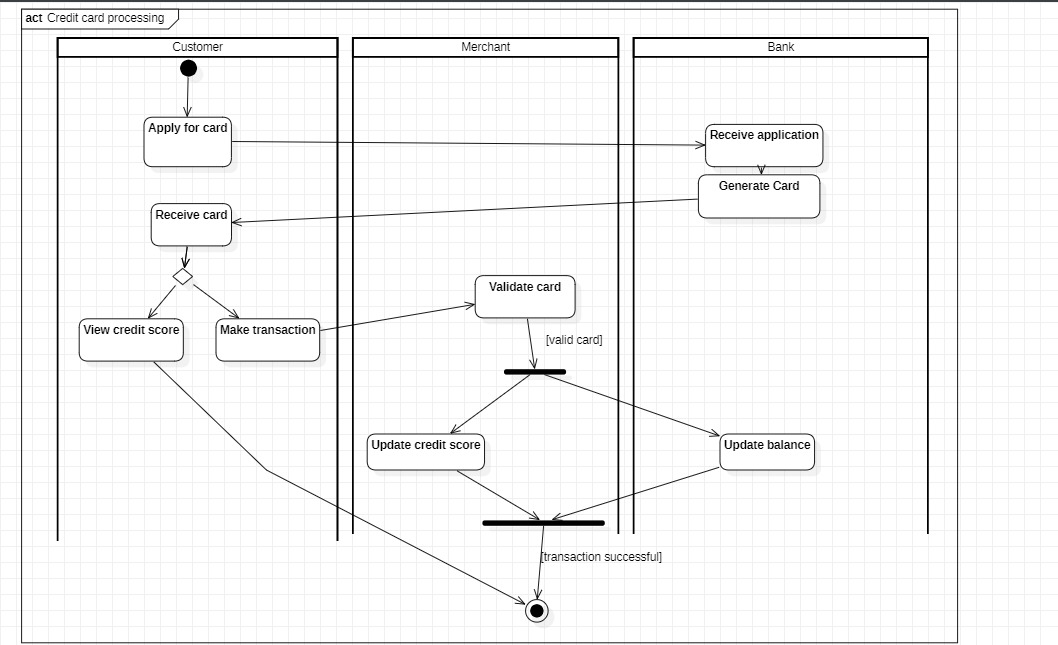 act Credit card processing
Customer
Merchant
Bank
Apply for card
Receive application
Generate Card
Receive card
Validate card
View credit score
Make transaction
[valid card]
Update credit score
Update balance
[transaction successful]